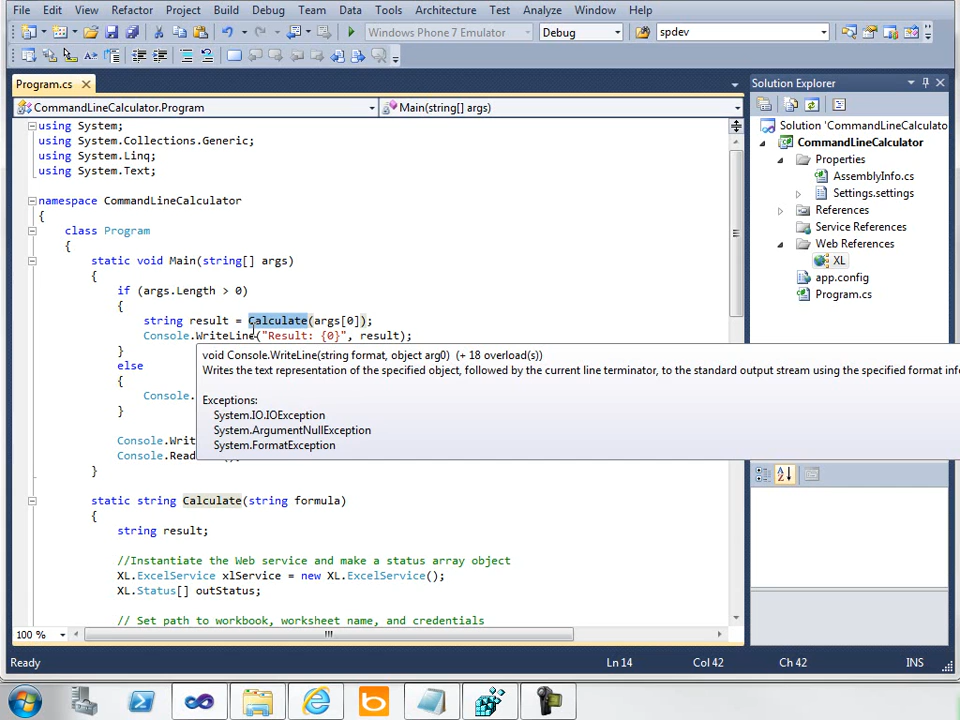 File Edit View Refactor Project Build Debug Team Data Tools Architecture Test Analyze Window Help
Windows Phone 7 Emulator Debug spdev
Program.cs
CommandLineCalculator.Program Main(string[] args)
using System;
using System.Collections.Generic;
using System.Linq;
using System.Text;
namespace CommandLineCalculator
{
class Program
{
static void Main(string[] args)
{
if (args.Length > 0)
{
string result = Calculate(args[0]);
Console.WriteLine("Result: {0}", result);
}
else
{
Console.
}
Console.Writ
Console.Rea
}
void Console.WriteLine(string format, object arg0) (+ 18 overload(s))
Writes the text representation of the specified object, followed by the current line terminator, to the standard output stream using the specified format info
Exceptions:
System.IO.IOException
System.ArgumentNullException
System.FormatException
static string Calculate(string formula)
{
string result;
//Instantiate the Web service and make a status array object
XL.ExcelService xlService = new XL.ExcelService();
XL.Status[] outStatus;
// Set path to workbook, worksheet name, and credentials
100 %
Solution Explorer
Solution 'CommandLineCalculato
CommandLineCalculator
Properties
AssemblyInfo.cs
Settings.settings
References
Service References
Web References
XL
app.config
Program.cs
Ready Ln 14 Col 42 Ch 42 INS